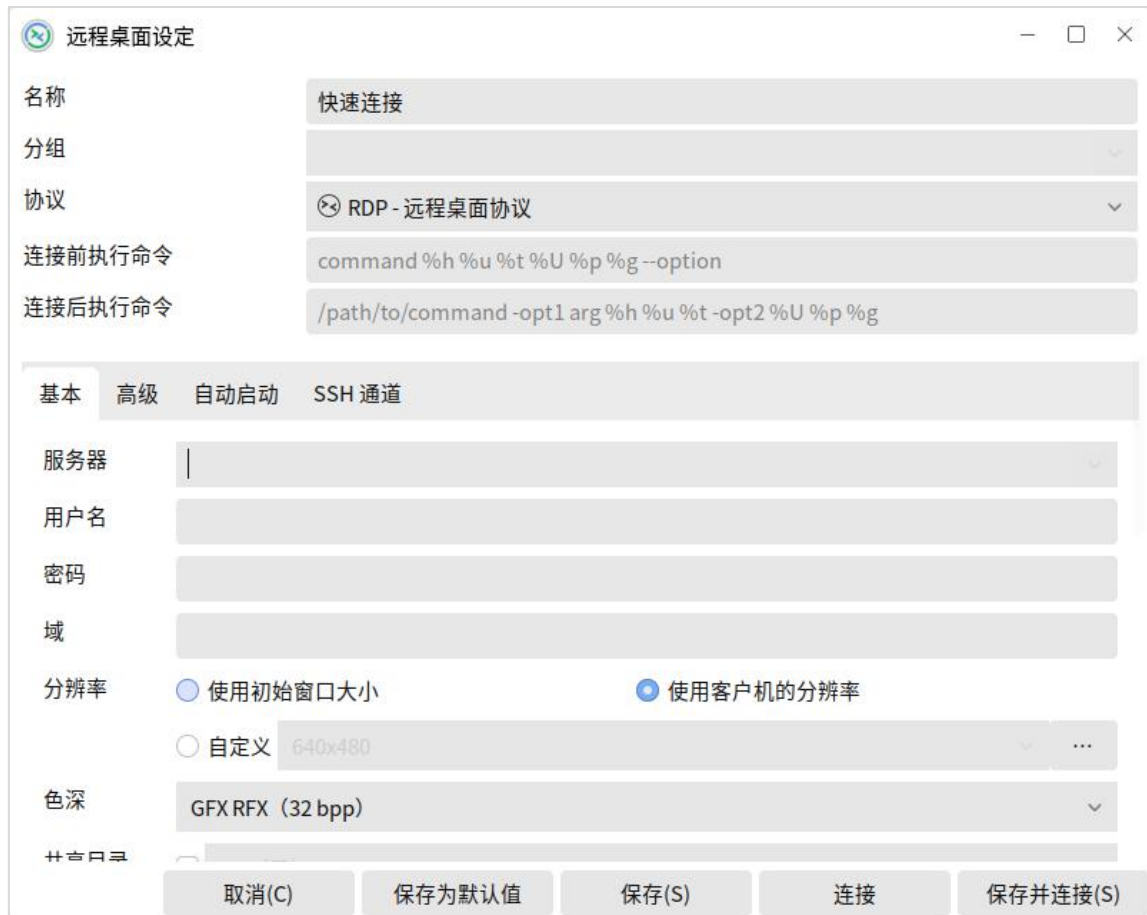 远程桌面设定
名称 快速连接
分组
协议 RDP - 远程桌面协议
连接前执行命令 command %h %u %t %U %p %g --option
连接后执行命令 /path/to/command -opt1 arg %h %u %t -opt2 %U %p %g
基本 高级 自动启动 SSH 通道
服务器
用户名
密码
域
分辨率 使用初始窗口大小 使用客户机的分辨率
自定义 640x480 ...
色深 GFX RFX（32 bpp）
共享目录
取消(C) 保存为默认值 保存(S) 连接 保存并连接(S)